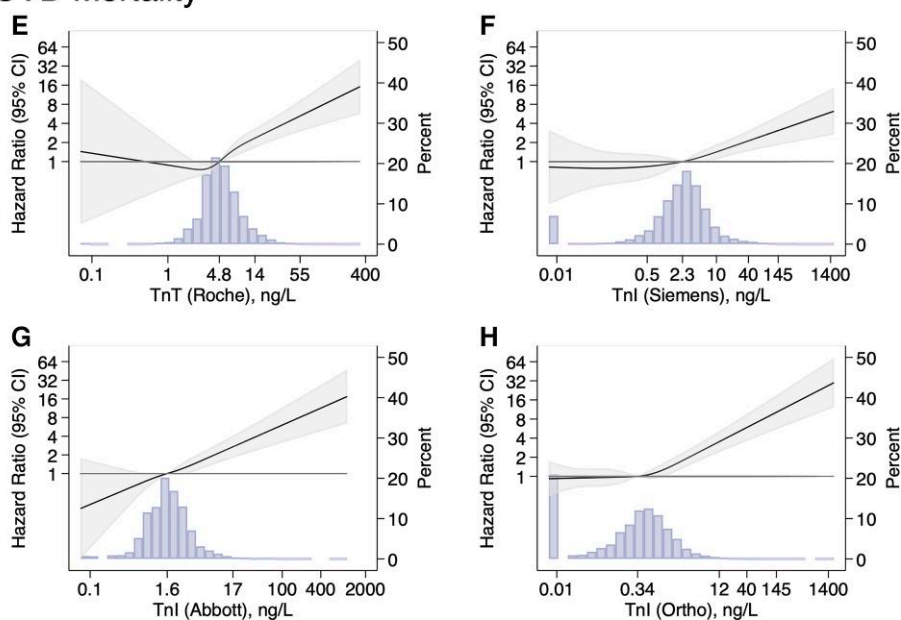 E
Hazard Ratio (95% CI)
64
32
16
8
4
2
1
50
40
30
20
10
0
Percent
0.1 1 4.8 14 55 400
TnT (Roche), ng/L
F
Hazard Ratio (95% CI)
64
32
16
8
4
2
1
50
40
30
20
10
0
Percent
0.01 0.5 2.3 10 40 145 1400
TnI (Siemens), ng/L
G
Hazard Ratio (95% CI)
64
32
16
8
4
2
1
50
40
30
20
10
0
Percent
0.1 1.6 17 100 400 2000
TnI (Abbott), ng/L
H
Hazard Ratio (95% CI)
64
32
16
8
4
2
1
50
40
30
20
10
0
Percent
0.01 0.34 12 40 145 1400
TnI (Ortho), ng/L